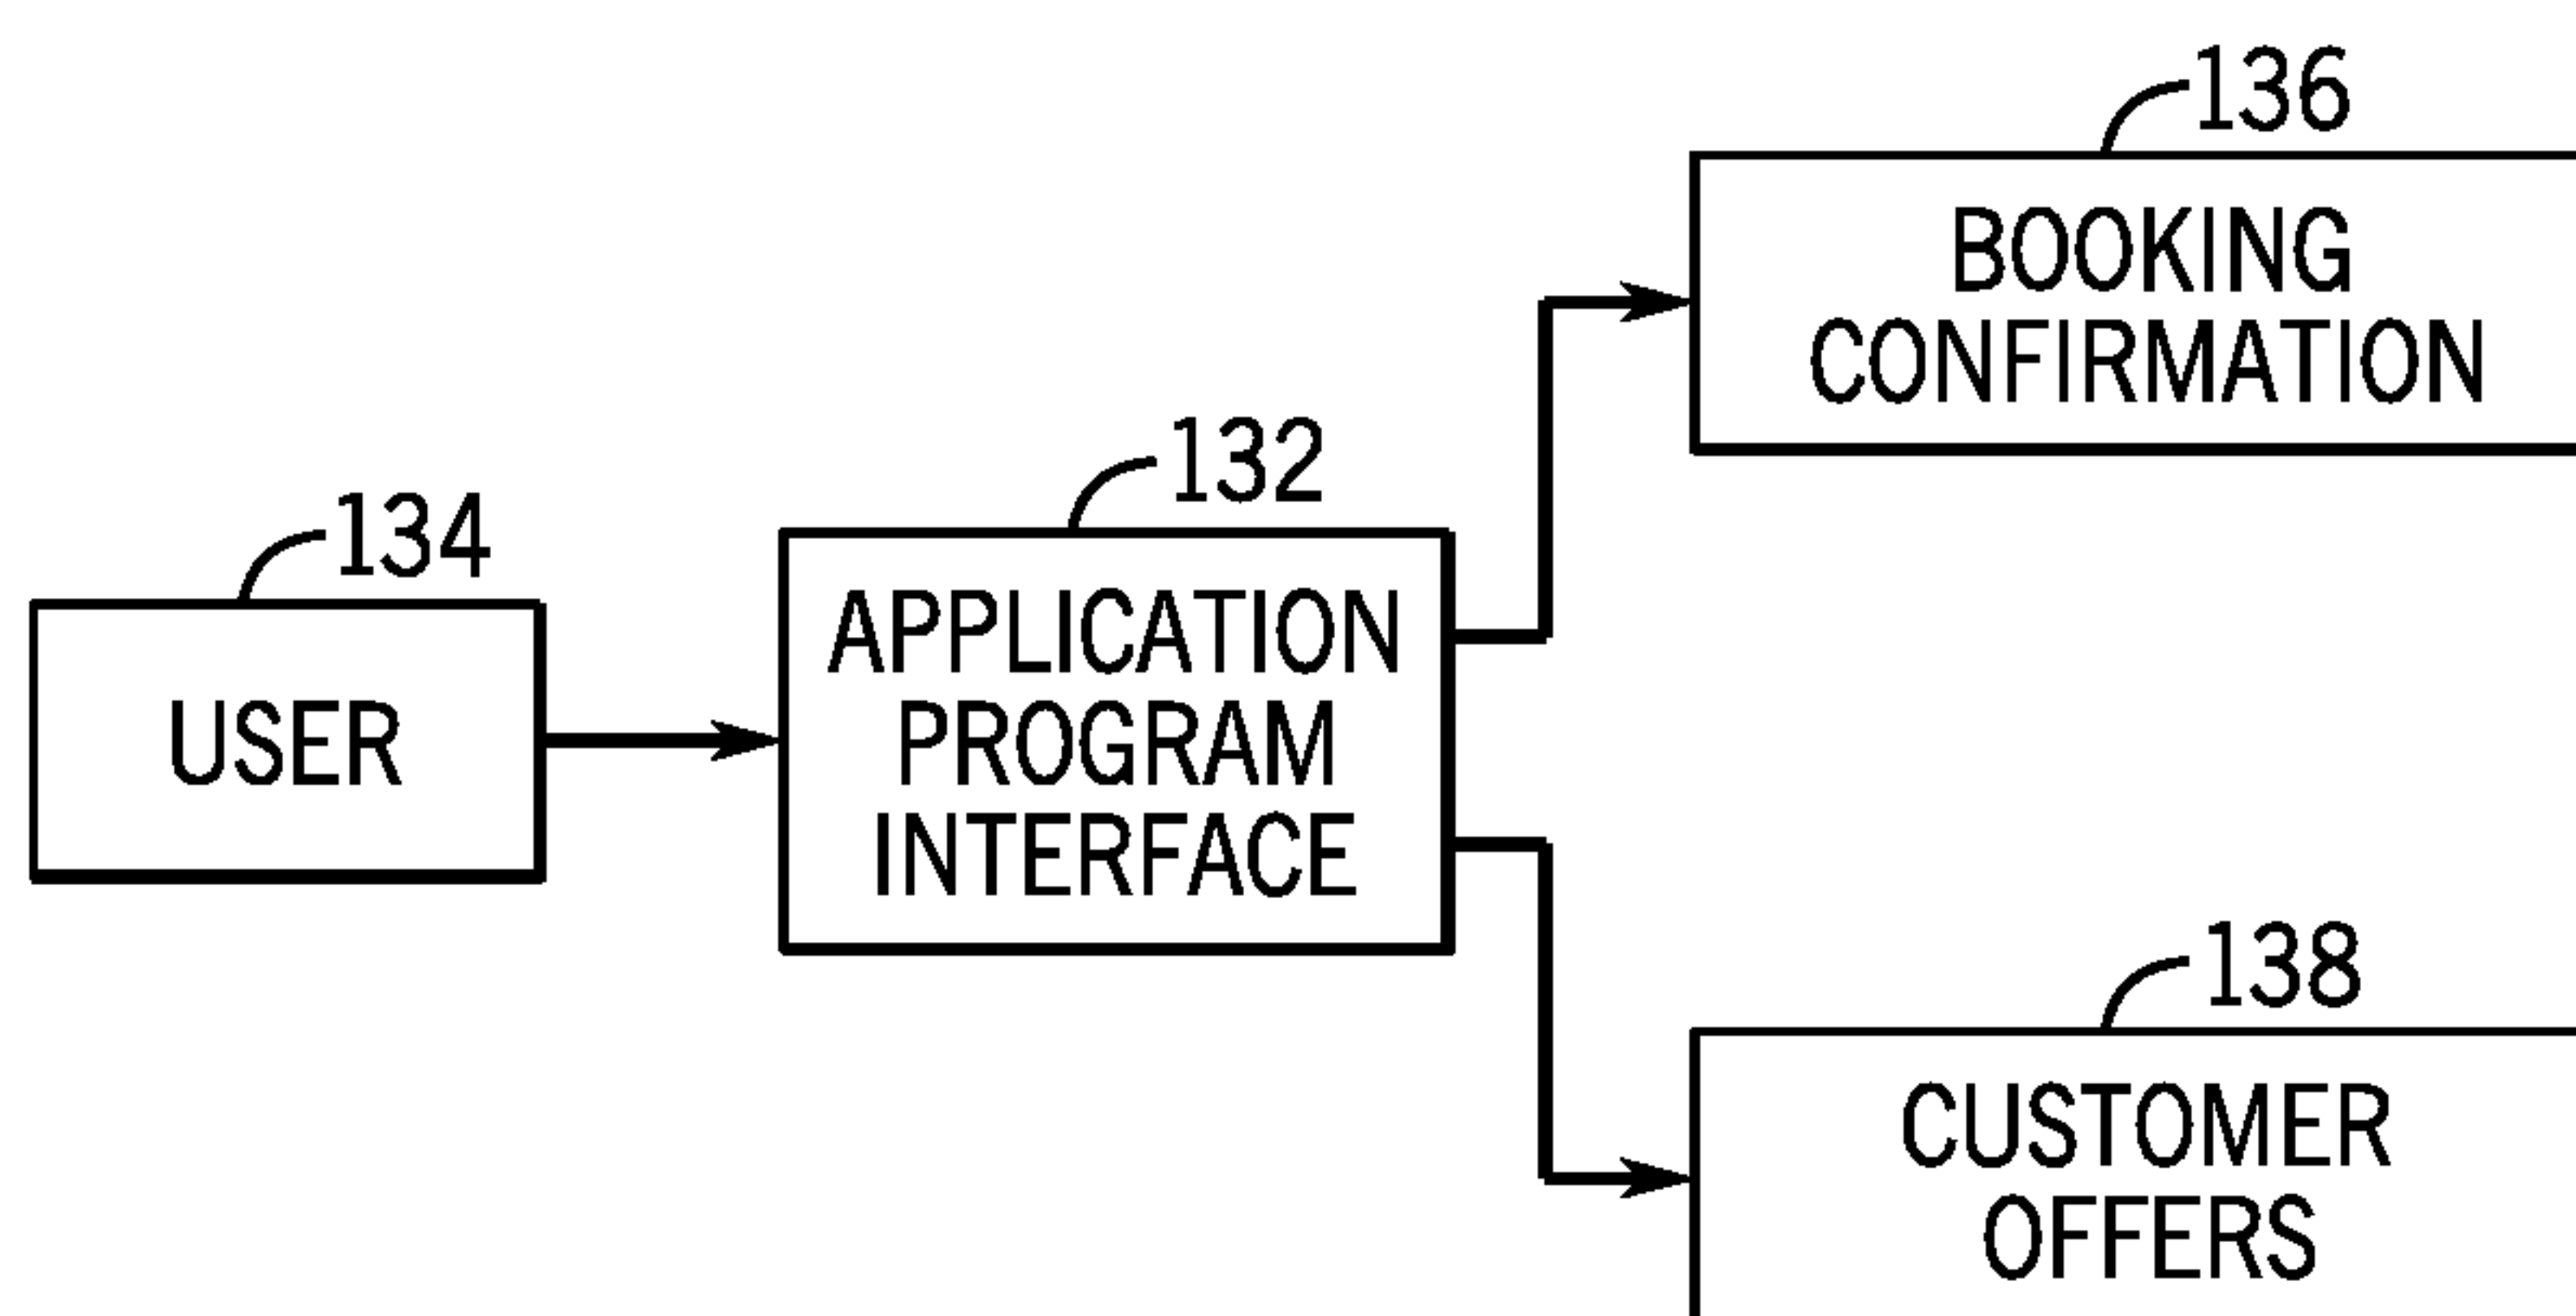 136
BOOKING
CONFIRMATION
132
134
APPLICATION
PROGRAM
INTERFACE
USER
138
CUSTOMER
OFFERS